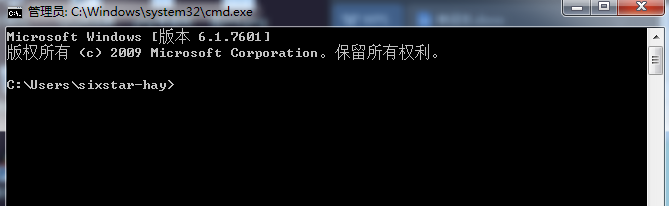 管理员: C:\Windows\system32\cmd.exe
Microsoft Windows [版本 6.1.7601]
版权所有 (c) 2009 Microsoft Corporation。保留所有权利。
C:\Users\sixstar-hay>